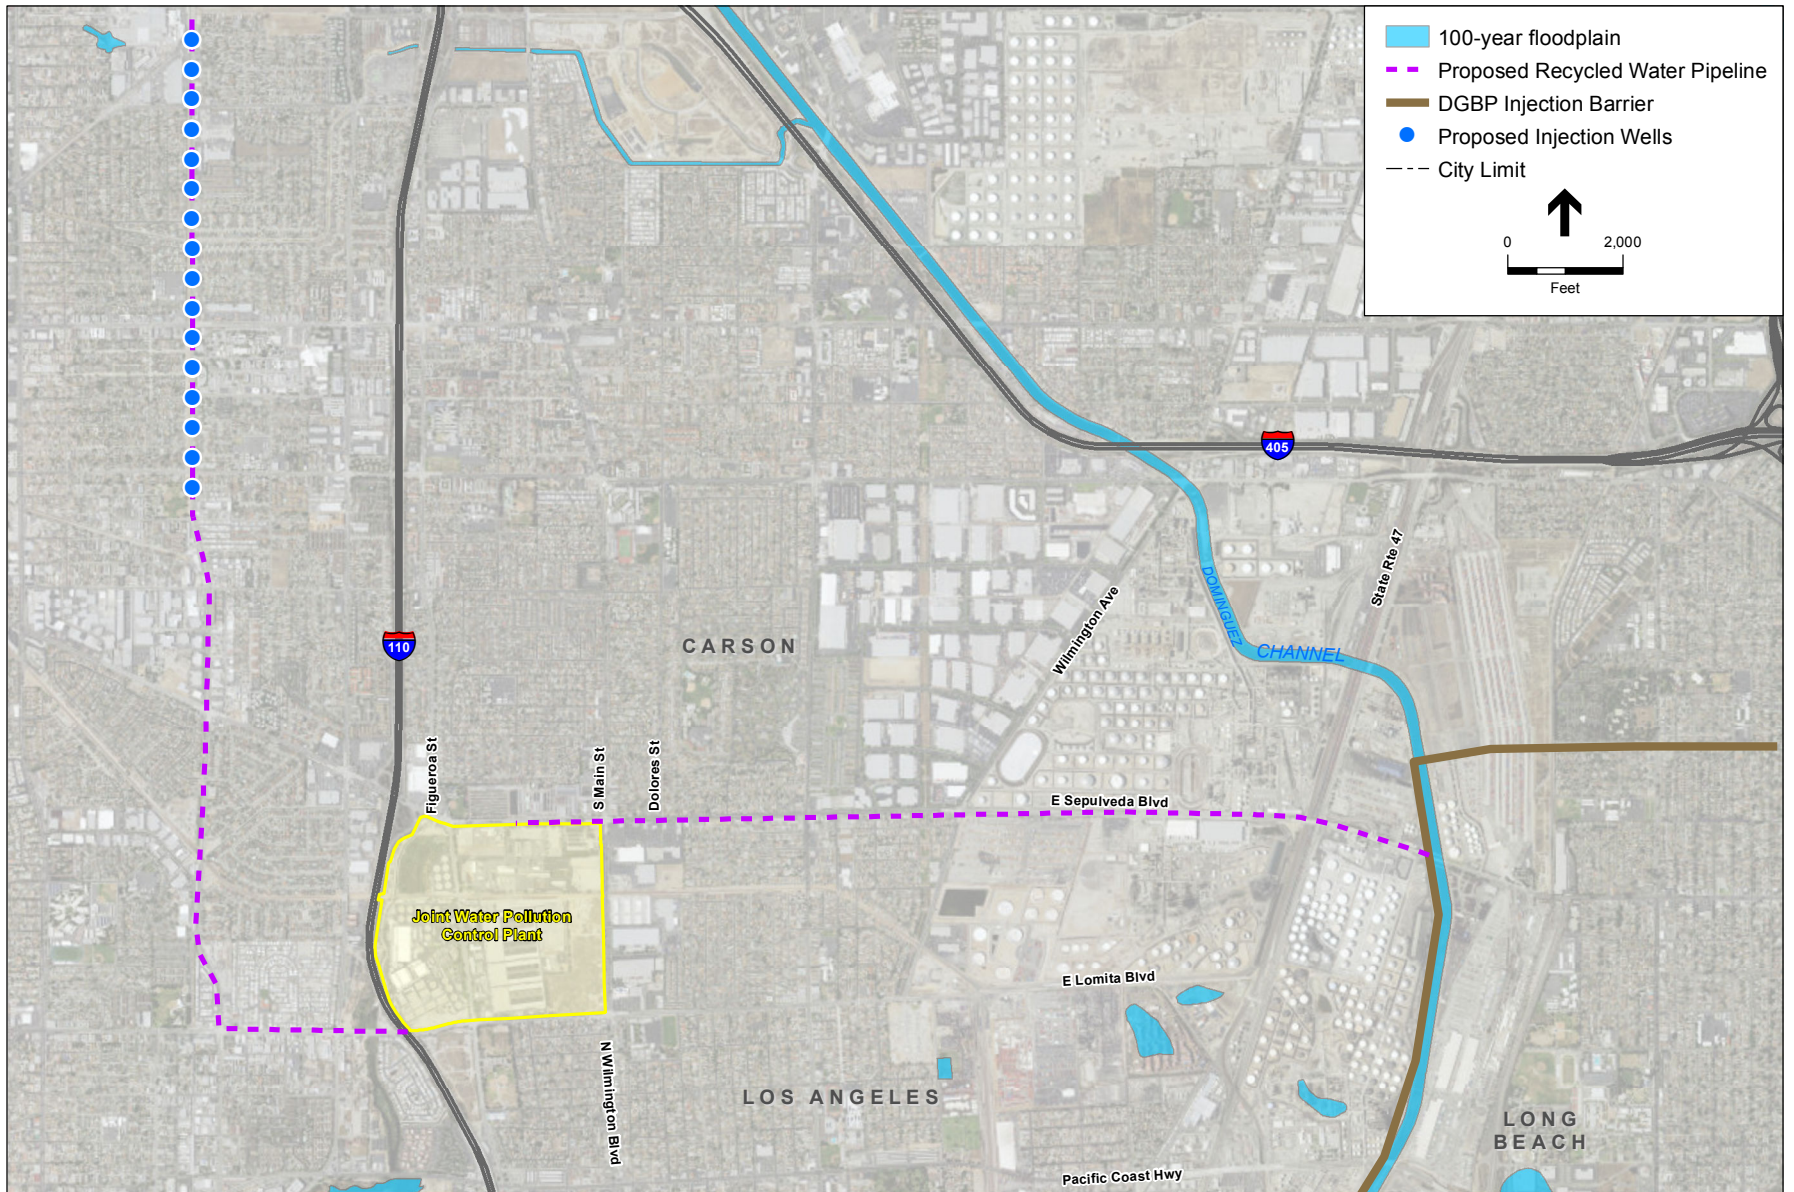 100-year floodplain
Proposed Recycled Water Pipeline
DGBP Injection Barrier
Proposed Injection Wells
City Limit
0 2,000
Feet
405
State Rte 47
DOMINGUEZ
CHANNEL
Wilmington Ave
CARSON
110
Figueroa St
S Main St
Dolores St
E Sepulveda Blvd
Joint Water Pollution
Control Plant
E Lomita Blvd
N Wilmington Blvd
LOS ANGELES
LONG
BEACH
Pacific Coast Hwy